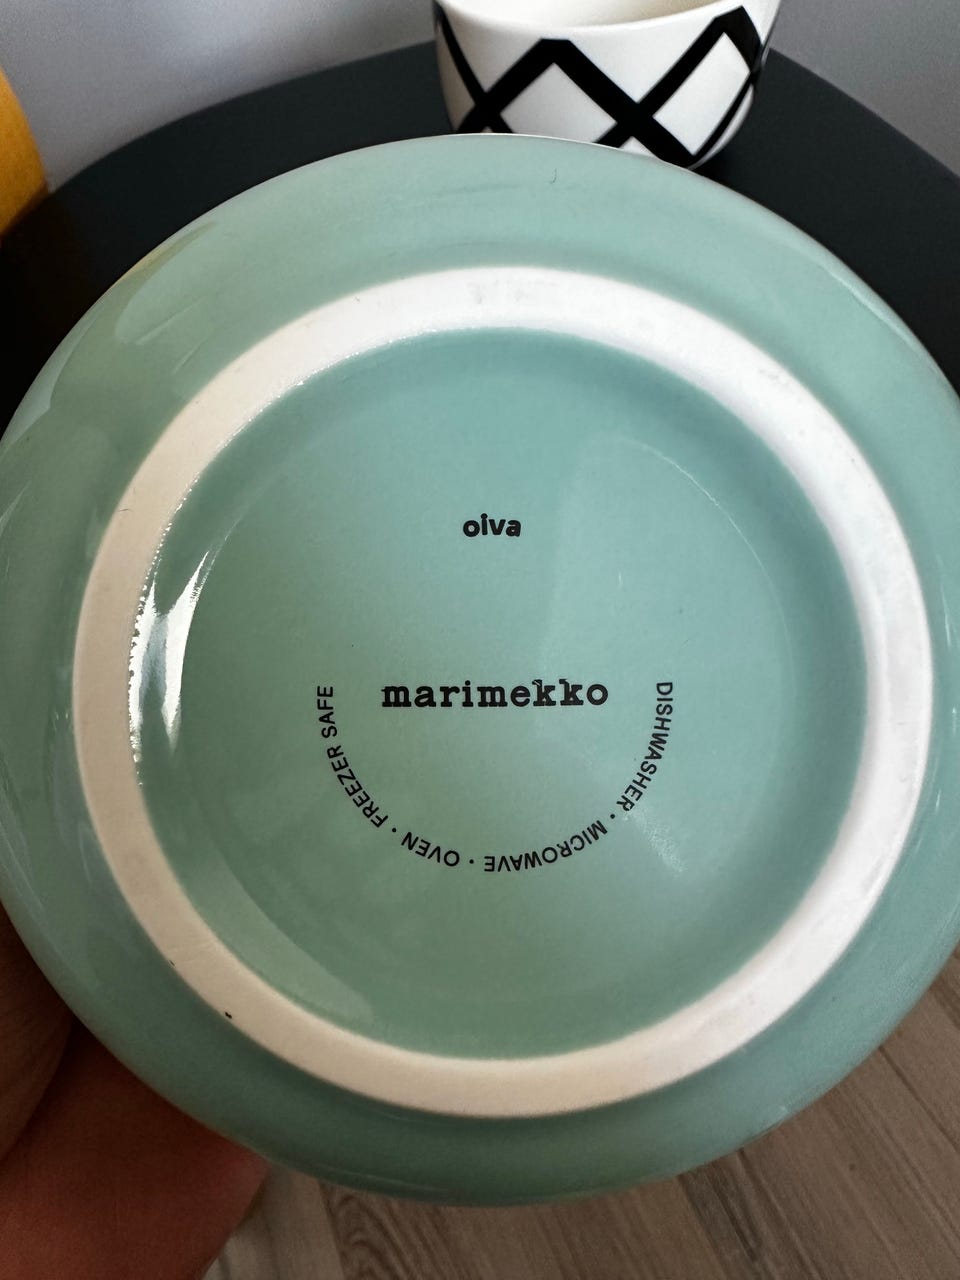 oiva
marimekko
DISHWASHER · MICROWAVE · OVEN · FREEZER SAFE